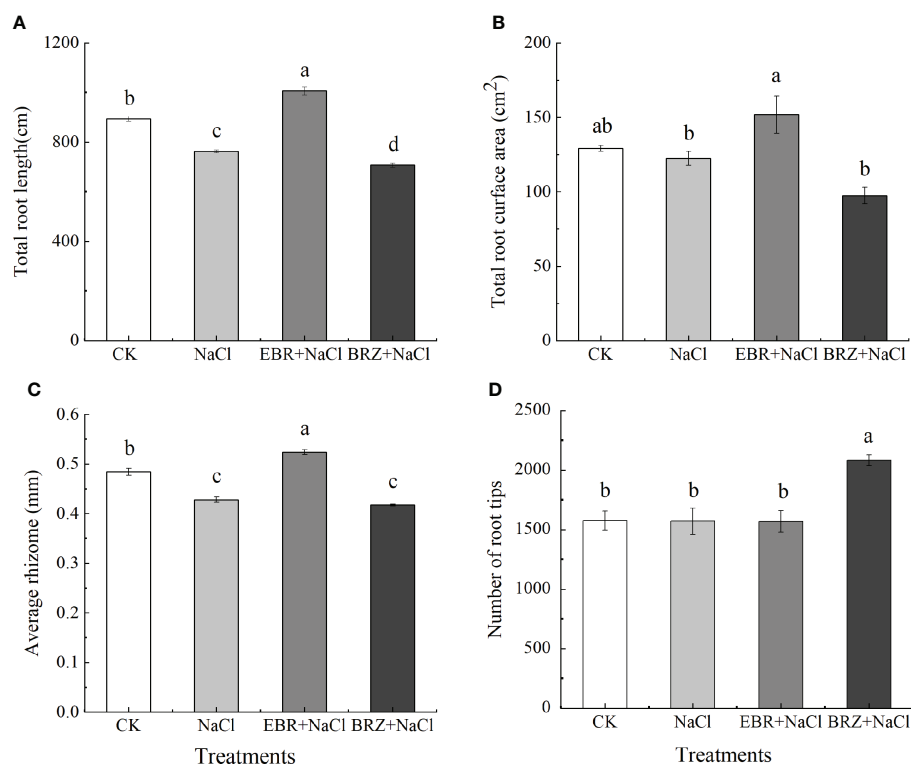 A
Total root length(cm)
1200
800
400
0
b
c
a
d
CK NaCl EBR+NaCl BRZ+NaCl
B
Total root curface area (cm2)
200
150
100
50
0
ab
b
a
b
CK NaCl EBR+NaCl BRZ+NaCl
C
Average rhizome (mm)
0.6
0.5
0.4
0.3
0.2
0.1
0.0
b
c
a
c
CK NaCl EBR+NaCl BRZ+NaCl
Treatments
D
Number of root tips
2500
2000
1500
1000
500
0
b
b
b
a
CK NaCl EBR+NaCl BRZ+NaCl
Treatments